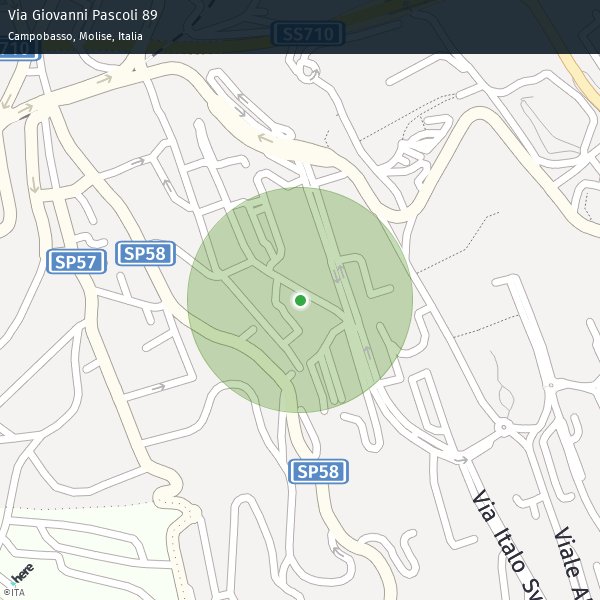 Via Giovanni Pascoli 89
Campobasso, Molise, Italia
SS710
710
SP58
SP57
SP58
Via Italo Sv
Viale A
here
©ITA